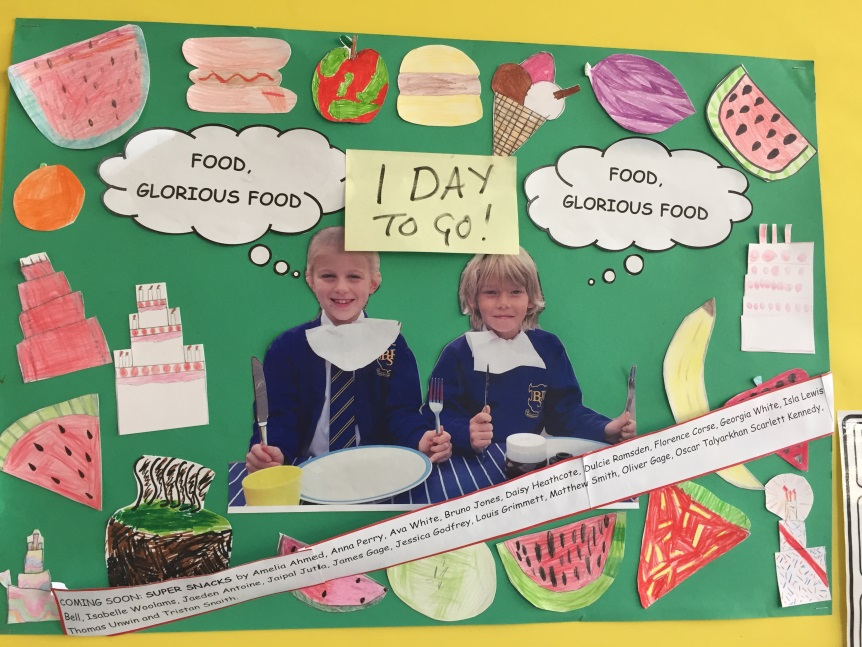 FOOD,
GLORIOUS FOOD
1 DAY
TO GO!
FOOD,
GLORIOUS FOOD
COMING SOON: SUPER SNACKS by Amelia Ahmed, Anna Perry, Ava White, Bruno Jones, Daisy Heathcote, Dulcie Ramsden, Florence Corse, Georgia White, Isla Lewis
Bell, Isabelle Woolams, Jaeden Antoine, Jaipal Jutla, James Gage, Jessica Godfrey, Louis Grimmett, Matthew Smith, Oliver Gage, Oscar Talyarkhan Scarlett Kennedy,
Thomas Unwin and Tristan Snaith.